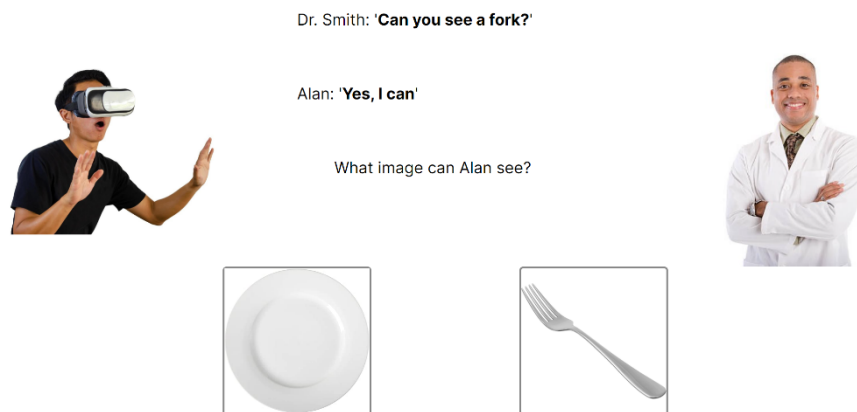 Dr. Smith: 'Can you see a fork?'
Alan: 'Yes, I can'
What image can Alan see?